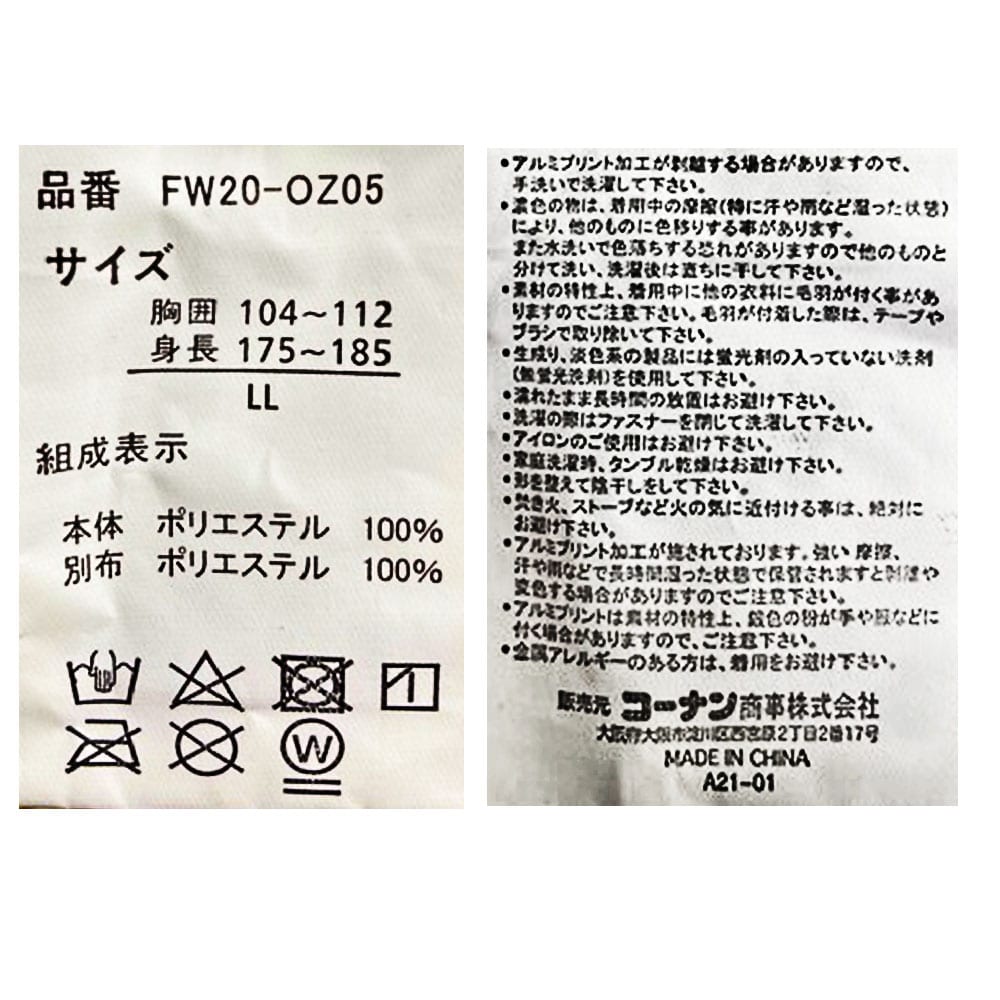 品番 FW20-OZ05
サイズ
胸囲 104～112
身長 175～185
LL
組成表示
本体 ポリエステル 100%
別布 ポリエステル 100%
W
•アルミプリント加工が剥離する場合がありますので、
手洗いで洗濯して下さい。
•濃色の物は、着用中の摩擦(特に汗や雨など湿った状態)
により、他のものに色移りする事があります。
また水洗いで色落ちする恐れがありますので他のものと
分けて洗い、洗濯後は直ちに干して下さい。
•素材の特性上、着用中に他の衣料に毛羽が付く事があ
りますのでご注意下さい。毛羽が付着した際は、テープや
ブラシで取り除いて下さい。
•生成り、淡色系の製品には蛍光剤の入っていない洗剤
(無蛍光洗剤)を使用して下さい。
•濡れたまま長時間の放置はお避け下さい。
•洗濯の際はファスナーを閉じて洗濯して下さい。
•アイロンのご使用はお避け下さい。
•家庭洗濯時、タンブル乾燥はお避け下さい。
•形を整えて陰干しをして下さい。
•焚き火、ストーブなど火の気に近付ける事は、絶対に
お避け下さい。
•アルミプリント加工が施されております。強い摩擦、
汗や雨などで長時間湿った状態で保管されますと剥離や
変色する場合がありますのでご注意下さい。
•アルミプリントは素材の特性上、銀色の粉が手や服などに
付く場合がありますので、ご注意下さい。
•金属アレルギーのある方は、着用をお避け下さい。
販売元 コーナン商事株式会社
大阪府大阪市淀川区西宮原2丁目2番17号
MADE IN CHINA
A21-01